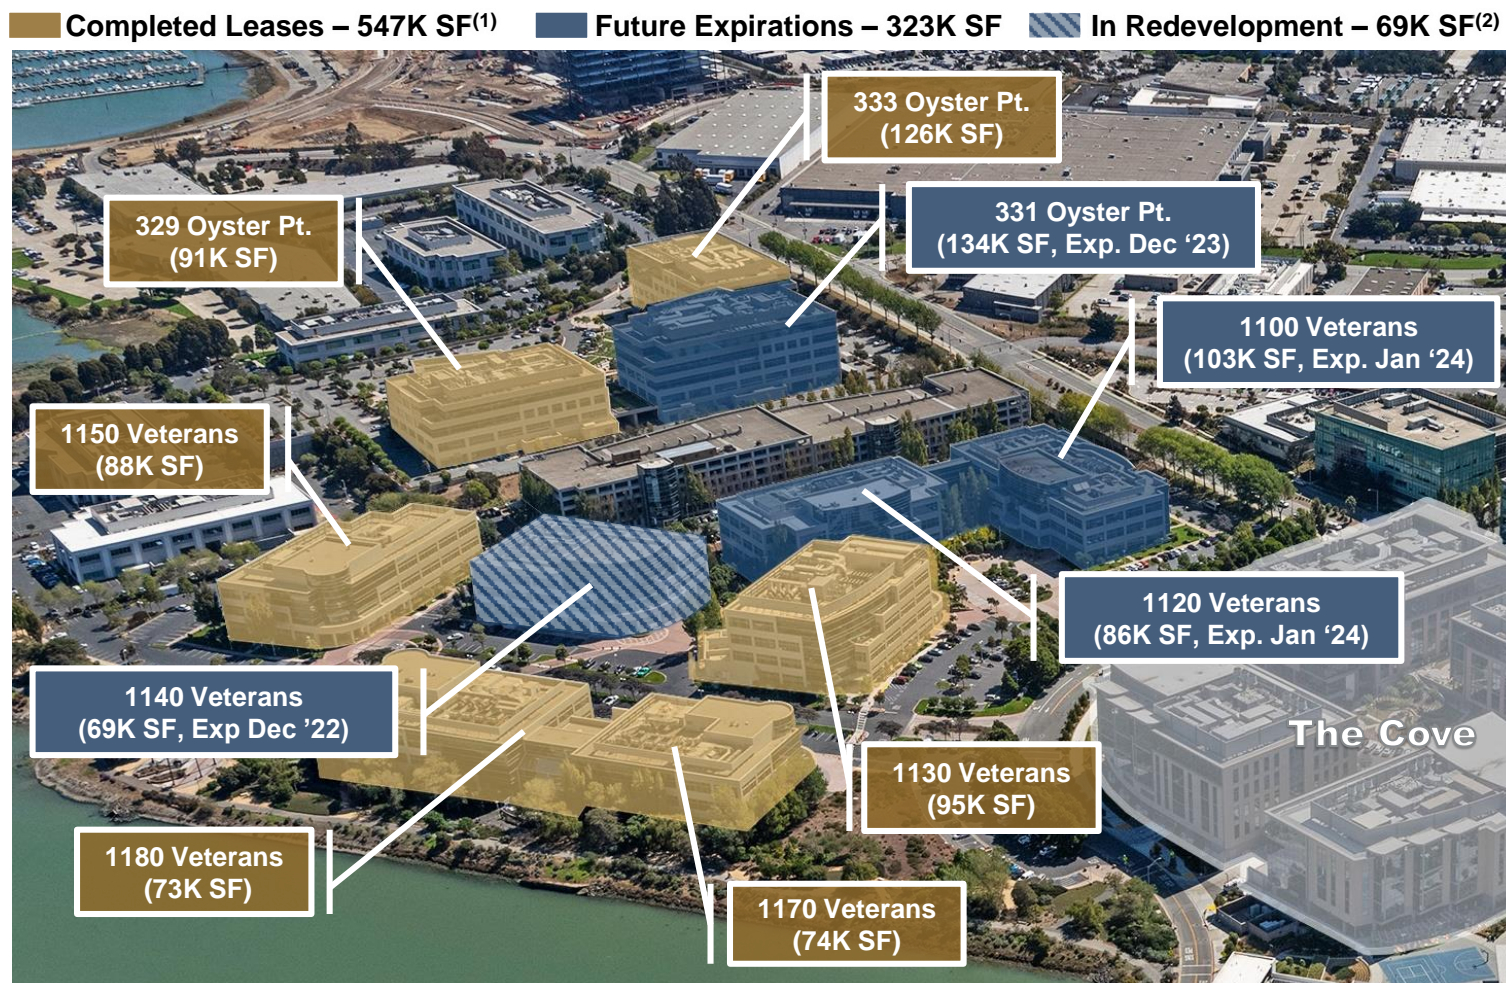 Completed Leases – 547K SF(1) Future Expirations – 323K SF In Redevelopment – 69K SF(2)
333 Oyster Pt.
(126K SF)
329 Oyster Pt.
(91K SF)
331 Oyster Pt.
(134K SF, Exp. Dec ‘23)
1100 Veterans
(103K SF, Exp. Jan ‘24)
1150 Veterans
(88K SF)
1120 Veterans
(86K SF, Exp. Jan ‘24)
1140 Veterans
(69K SF, Exp Dec ’22)
The Cove
1130 Veterans
(95K SF)
1180 Veterans
(73K SF)
1170 Veterans
(74K SF)